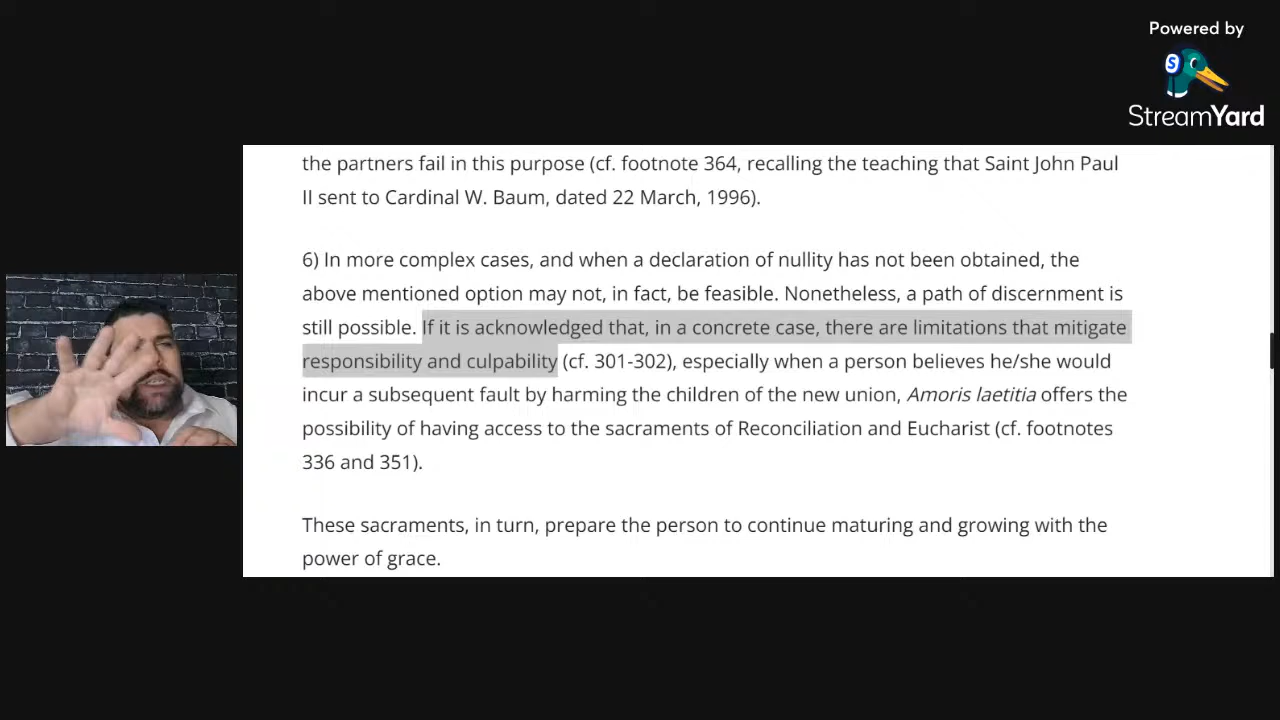 Powered by
S
StreamYard
the partners fail in this purpose (cf. footnote 364, recalling the teaching that Saint John Paul
II sent to Cardinal W. Baum, dated 22 March, 1996).
6) In more complex cases, and when a declaration of nullity has not been obtained, the
above mentioned option may not, in fact, be feasible. Nonetheless, a path of discernment is
still possible. If it is acknowledged that, in a concrete case, there are limitations that mitigate
responsibility and culpability (cf. 301-302), especially when a person believes he/she would
incur a subsequent fault by harming the children of the new union, Amoris laetitia offers the
possibility of having access to the sacraments of Reconciliation and Eucharist (cf. footnotes
336 and 351).
These sacraments, in turn, prepare the person to continue maturing and growing with the
power of grace.